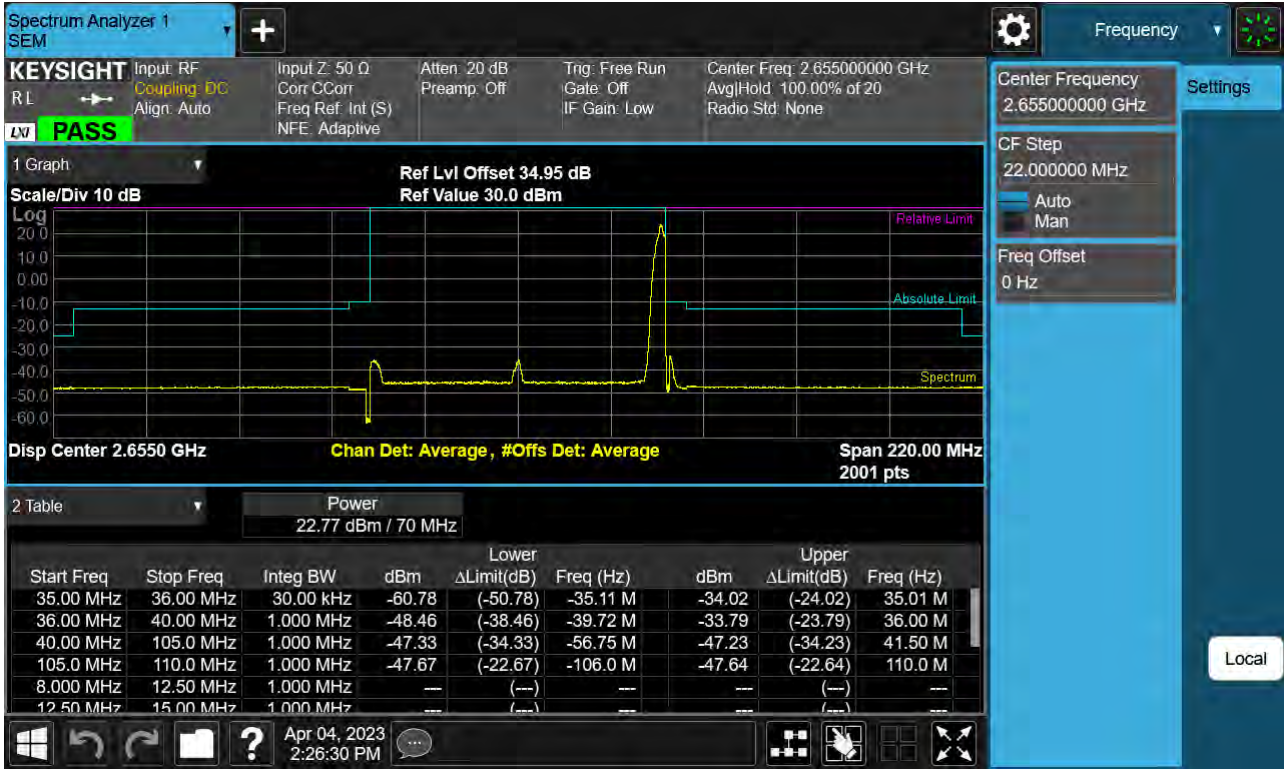 Spectrum Analyzer 1
SEM
Frequency
KEYSIGHT
R L
LXI
PASS
Input: RF
Coupling: DC
Align: Auto
Input Z: 50 Ω
Corr CCorr
Freq Ref: Int (S)
NFE: Adaptive
Atten: 20 dB
Preamp: Off
Trig: Free Run
Gate: Off
IF Gain: Low
Center Freq: 2.655000000 GHz
Avg|Hold: 100.00% of 20
Radio Std: None
Center Frequency
2.655000000 GHz
Settings
CF Step
22.000000 MHz
Auto
Man
Freq Offset
0 Hz
1 Graph
Ref Lvl Offset 34.95 dB
Scale/Div 10 dB
Ref Value 30.0 dBm
Log
20.0
10.0
0.00
-10.0
-20.0
-30.0
-40.0
-50.0
-60.0
Relative Limit
Absolute Limit
Spectrum
Disp Center 2.6550 GHz
Chan Det: Average, #Offs Det: Average
Span 220.00 MHz
2001 pts
2 Table
Power
22.77 dBm / 70 MHz
Lower Upper
Start Freq Stop Freq Integ BW dBm ΔLimit(dB) Freq (Hz) dBm ΔLimit(dB) Freq (Hz)
35.00 MHz 36.00 MHz 30.00 kHz -60.78 (-50.78) -35.11 M -34.02 (-24.02) 35.01 M
36.00 MHz 40.00 MHz 1.000 MHz -48.46 (-38.46) -39.72 M -33.79 (-23.79) 36.00 M
40.00 MHz 105.0 MHz 1.000 MHz -47.33 (-34.33) -56.75 M -47.23 (-34.23) 41.50 M
105.0 MHz 110.0 MHz 1.000 MHz -47.67 (-22.67) -106.0 M -47.64 (-22.64) 110.0 M
8.000 MHz 12.50 MHz 1.000 MHz --- (---) --- --- (---) ---
12.50 MHz 15.00 MHz 1.000 MHz --- (---) --- --- (---) ---
Local
?
Apr 04, 2023
2:26:30 PM